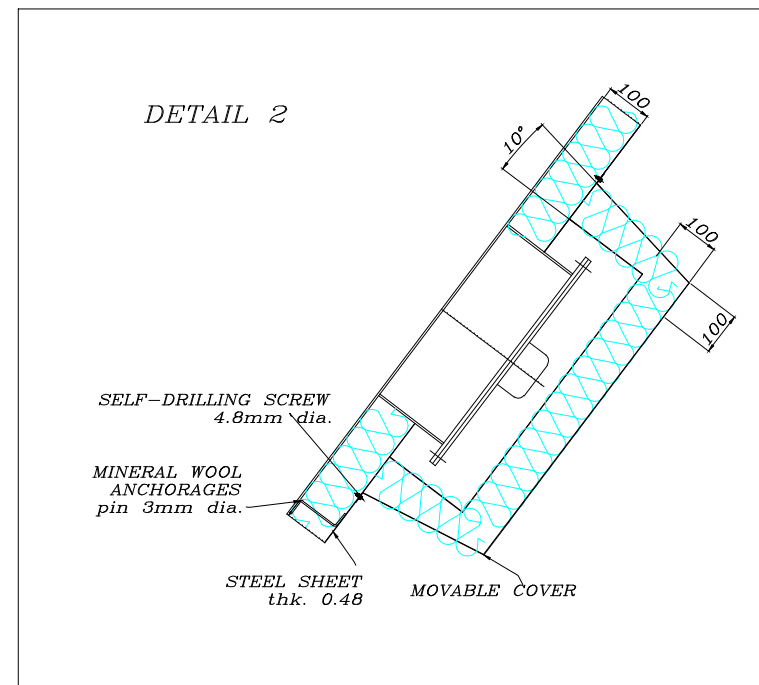 DETAIL 2
100
10°
100
100
SELF-DRILLING SCREW
4.8mm dia.
MINERAL WOOL
ANCHORAGES
pin 3mm dia.
STEEL SHEET
thk. 0.48
MOVABLE COVER